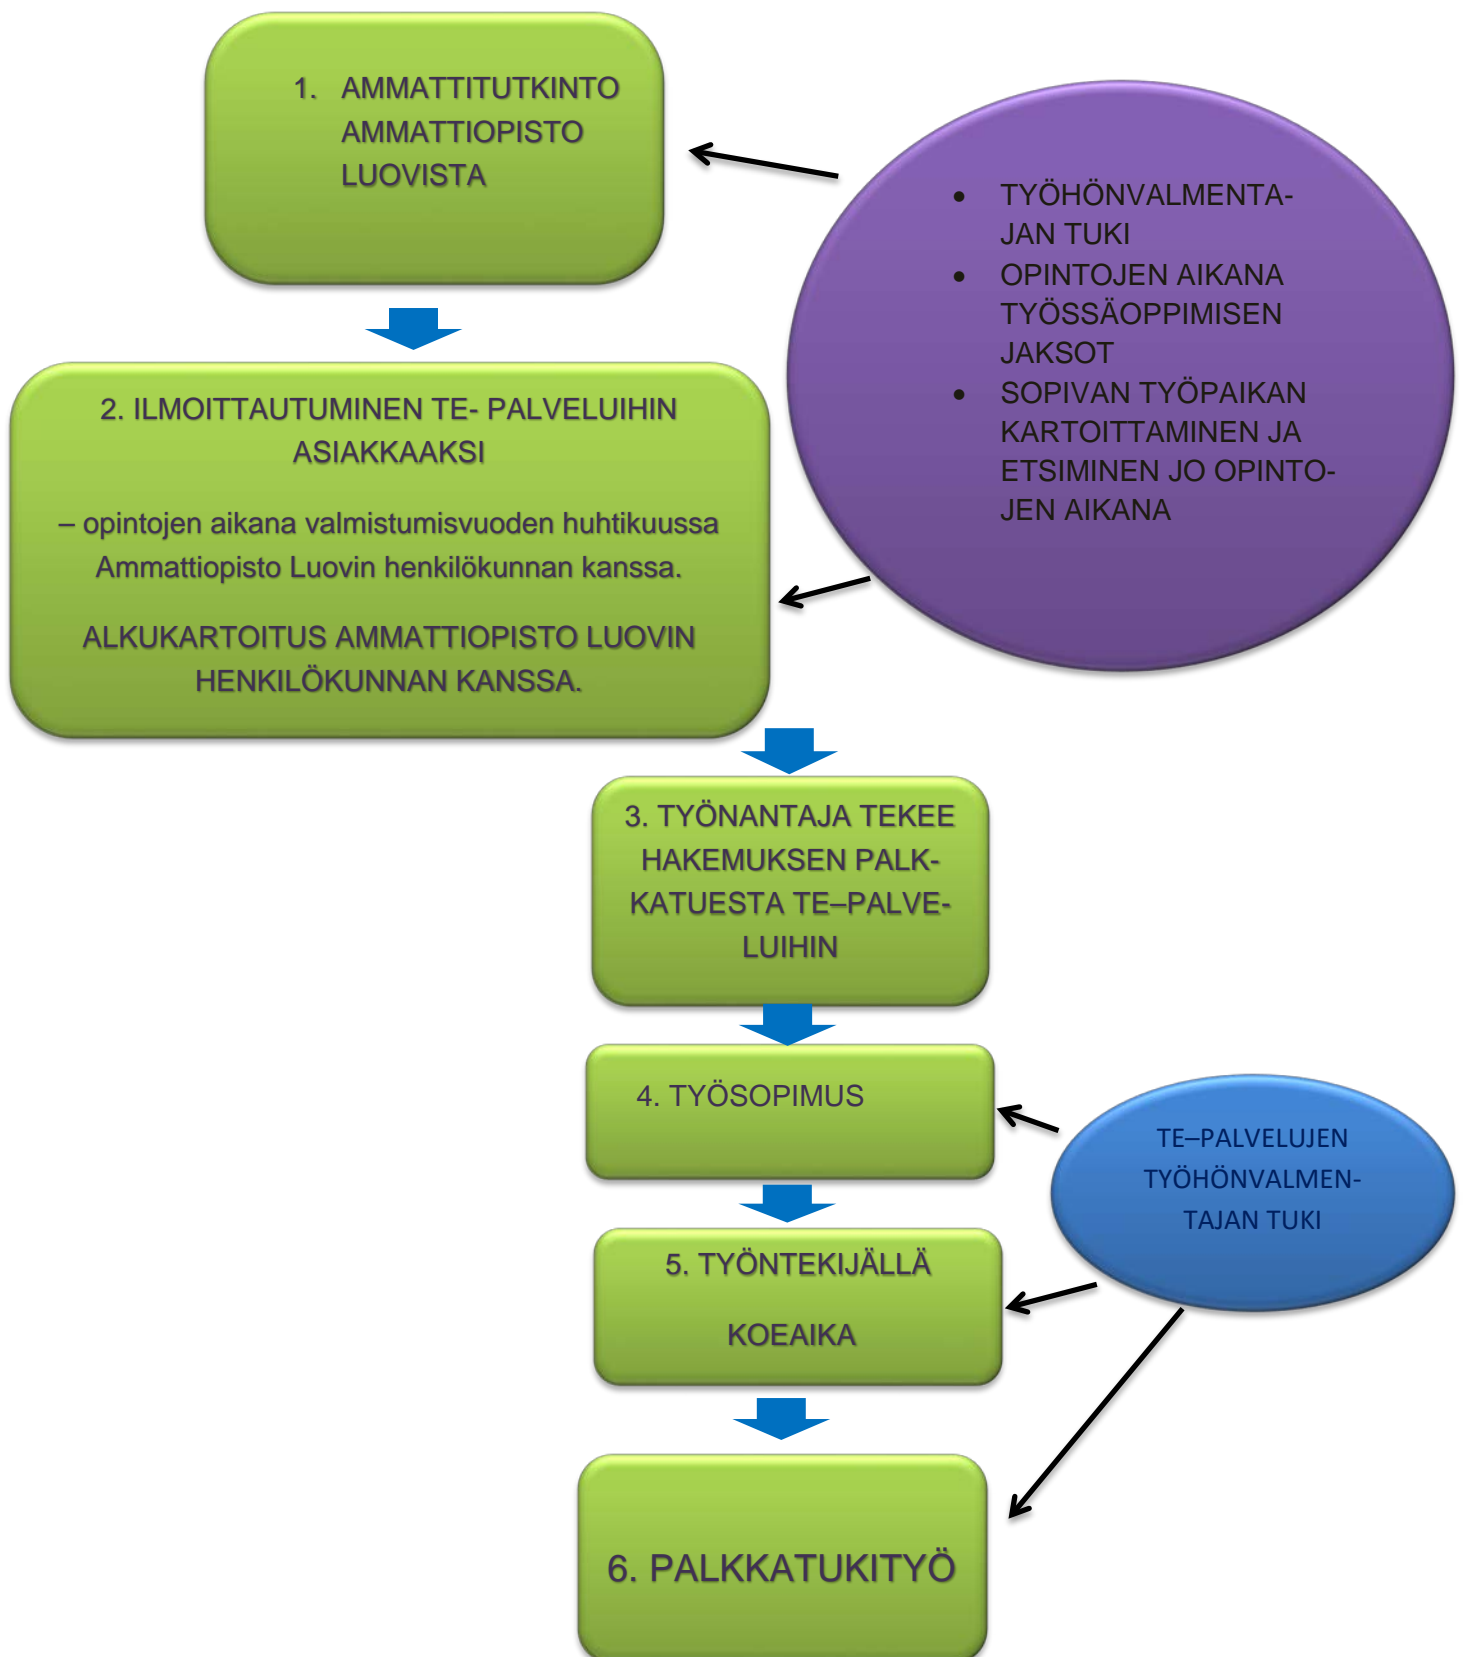 1. AMMATTITUTKINTO
AMMATTIOPISTO
LUOVISTA
• TYÖHÖNVALMENTA-
JAN TUKI
• OPINTOJEN AIKANA
TYÖSSÄOPPIMISEN
JAKSOT
• SOPIVAN TYÖPAIKAN
KARTOITTAMINEN JA
ETSIMINEN JO OPINTO-
JEN AIKANA
2. ILMOITTAUTUMINEN TE- PALVELUIHIN
ASIAKKAAKSI
– opintojen aikana valmistumisvuoden huhtikuussa
Ammattiopisto Luovin henkilökunnan kanssa.
ALKUKARTOITUS AMMATTIOPISTO LUOVIN
HENKILÖKUNNAN KANSSA.
3. TYÖNANTAJA TEKEE
HAKEMUKSEN PALK-
KATUESTA TE–PALVE-
LUIHIN
4. TYÖSOPIMUS
TE–PALVELUJEN
TYÖHÖNVALMEN-
TAJAN TUKI
5. TYÖNTEKIJÄLLÄ
KOEAIKA
6. PALKKATUKITYÖ